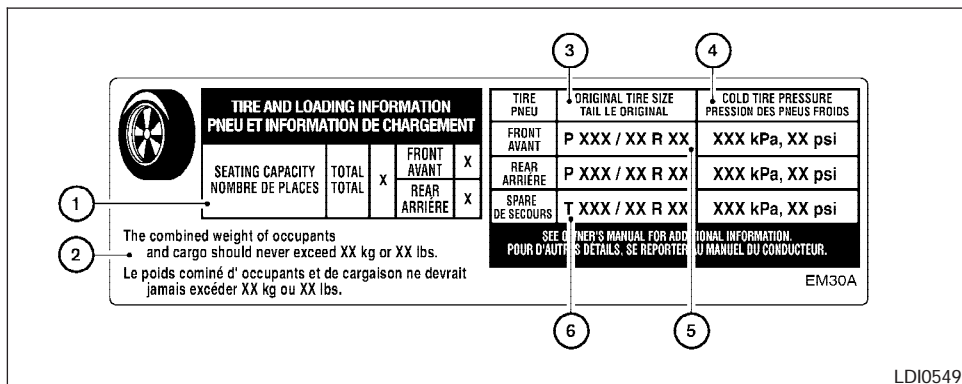 3
4
TIRE AND LOADING INFORMATION
PNEU ET INFORMATION DE CHARGEMENT
SEATING CAPACITY
NOMBRE DE PLACES
TOTAL
TOTAL
X
FRONT
AVANT
X
REAR
ARRIÈRE
X
TIRE
PNEU
ORIGINAL TIRE SIZE
TAIL LE ORIGINAL
COLD TIRE PRESSURE
PRESSION DES PNEUS FROIDS
FRONT
AVANT
P XXX / XX R XX
XXX kPa, XX psi
REAR
ARRIÈRE
P XXX / XX R XX
XXX kPa, XX psi
SPARE
DE SECOURS
T XXX / XX R XX
XXX kPa, XX psi
SEE OWNER'S MANUAL FOR ADDITIONAL INFORMATION.
POUR D'AUTRES DÉTAILS, SE REPORTER AU MANUEL DU CONDUCTEUR.
1
2
The combined weight of occupants
and cargo should never exceed XX kg or XX lbs.
Le poids cominé d' occupants et de cargaison ne devrait
jamais excéder XX kg ou XX lbs.
EM30A
6
5
LDI0549